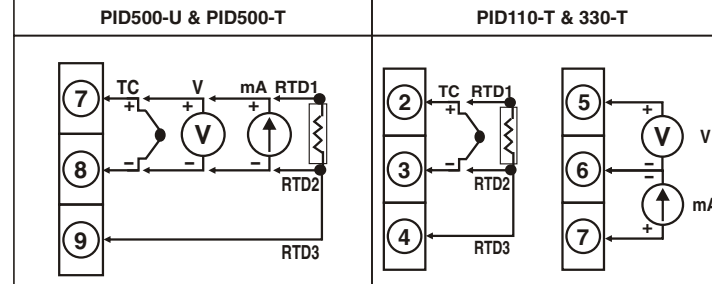 PID500-U & PID500-T
PID110-T & 330-T
7 TC V mA RTD1
+ + +
V
8 − − −
RTD2
9 RTD3
2 TC RTD1
+
3 −
RTD2
4 RTD3
5
+
V V
6 −
−
mA
+
7